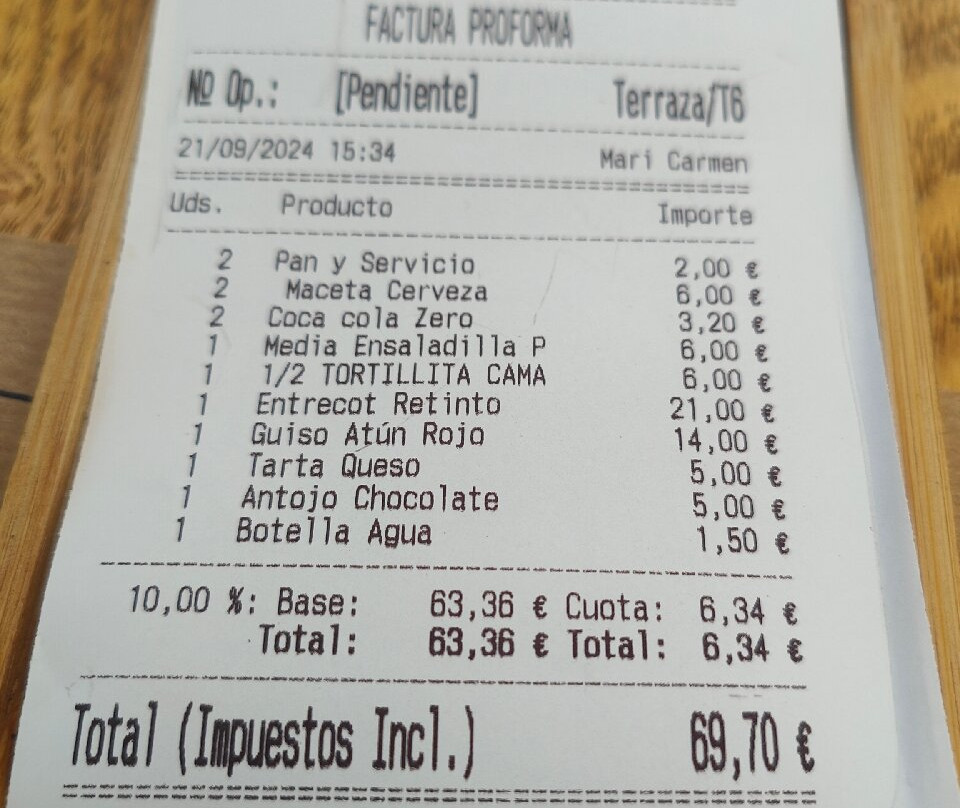 FACTURA PROFORMA
Nº Op.: [Pendiente] Terraza/T6
21/09/2024 15:34 Mari Carmen
Uds. Producto Importe
2 Pan y Servicio 2,00 €
2 Maceta Cerveza 6,00 €
2 Coca cola Zero 3,20 €
1 Media Ensaladilla P 6,00 €
1 1/2 TORTILLITA CAMA 6,00 €
1 Entrecot Retinto 21,00 €
1 Guiso Atún Rojo 14,00 €
1 Tarta Queso 5,00 €
1 Antojo Chocolate 5,00 €
1 Botella Agua 1,50 €
10,00 %: Base: 63,36 € Cuota: 6,34 €
Total: 63,36 € Total: 6,34 €
Total (Impuestos Incl.) 69,70 €